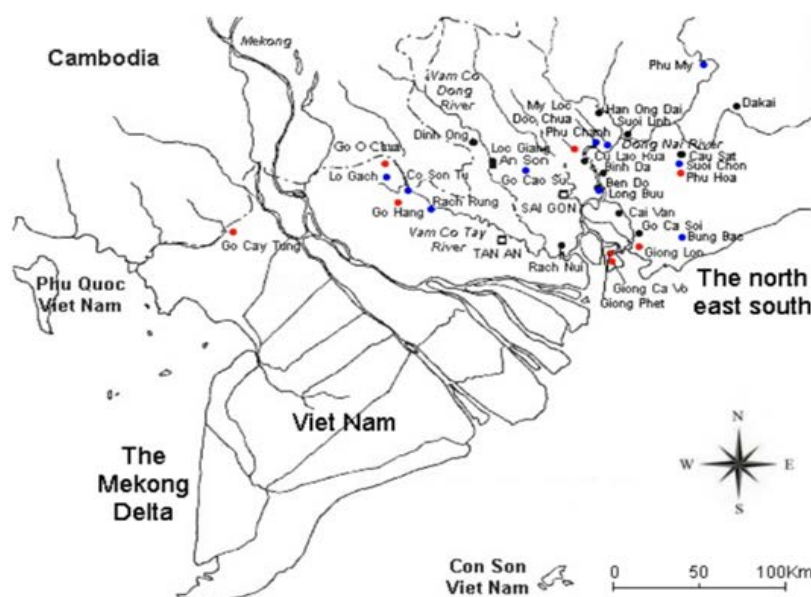 Cambodia
Mekong
Vam Co
Dong
River
Phu My
My Loc
Doc Chua
Phu Chanh
Han Ong Dai
Suoi Linh
Dakai
Dinh Ong
Loc Giang
An Son
Go Cao Su
Dong Nai River
Cu Lao Rua
Binh Da
Cau Sat
Suoi Chon
Phu Hoa
Go O Chua
Lo Gach
Co Son Tu
Rach Rung
Go Hang
Ben Do
Long Buu
SAI GON
Cai Van
Go Ca Soi
Bung Bac
Giong Lon
Vam Co Tay
River
TAN AN
Rach Nui
Go Cay Tung
Giong Ca Vo
Giong Phet
Phu Quoc
Viet Nam
The north
east south
Viet Nam
The
Mekong
Delta
N
W
E
S
Con Son
Viet Nam
0
50
100Km